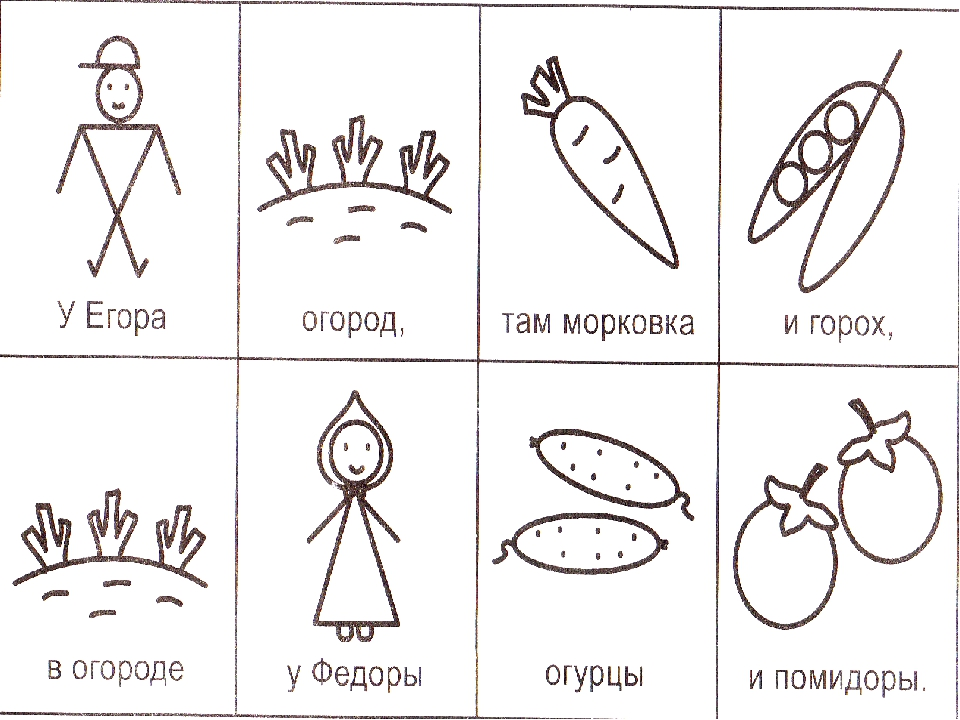 У Егора
огород,
там морковка
и горох,
в огороде
у Федоры
огурцы
и помидоры.